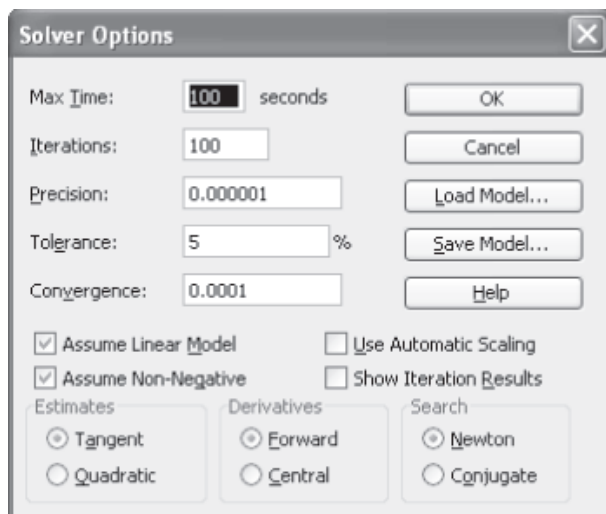 Solver Options
Max Time: 100 seconds OK
Iterations: 100 Cancel
Precision: 0.000001 Load Model...
Tolerance: 5 % Save Model...
Convergence: 0.0001 Help
Assume Linear Model Use Automatic Scaling
Assume Non-Negative Show Iteration Results
Estimates Derivatives Search
Tangent Forward Newton
Quadratic Central Conjugate